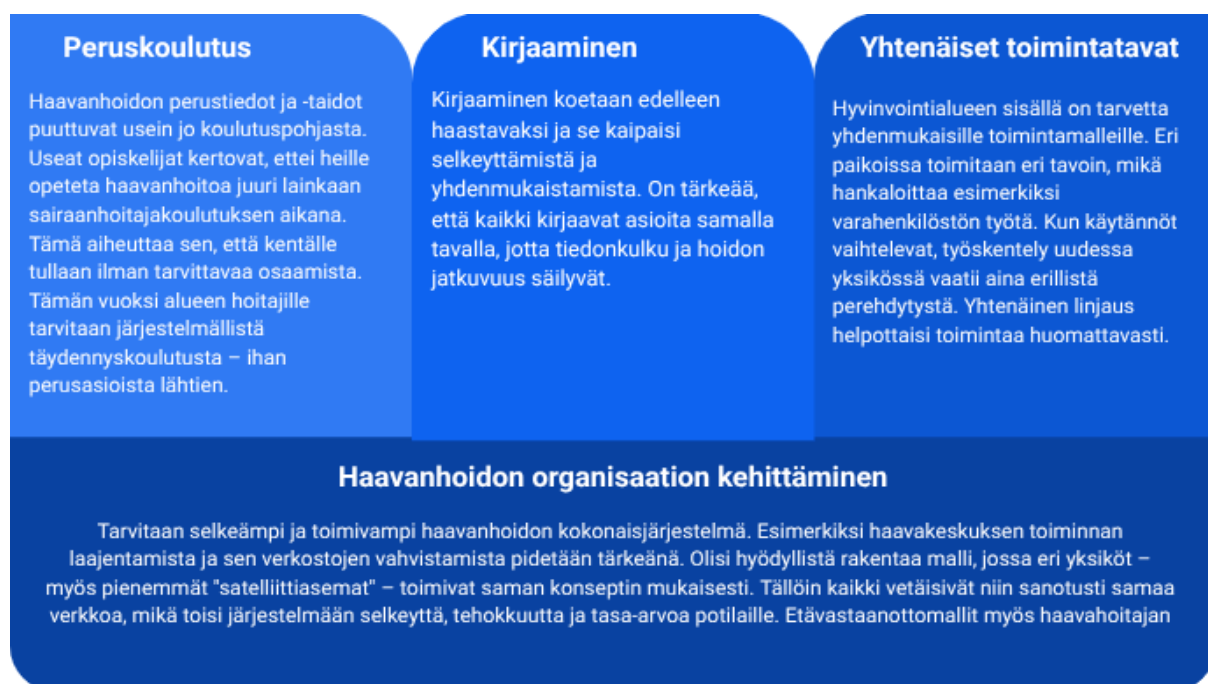 Peruskoulutus
Haavanhoidon perustiedot ja -taidot
puuttuvat usein jo koulutuspohjasta.
Useat opiskelijat kertovat, ettei heille
opeteta haavanhoitoa juuri lainkaan
sairaanhoitajakoulutuksen aikana.
Tämä aiheuttaa sen, että kentälle
tullaan ilman tarvittavaa osaamista.
Tämän vuoksi alueen hoitajille
tarvitaan järjestelmällistä
täydennyskoulutusta – ihan
perusasioista lähtien.
Kirjaaminen
Kirjaaminen koetaan edelleen
haastavaksi ja se kaipaisi
selkeyttämistä ja
yhdenmukaistamista. On tärkeää,
että kaikki kirjaavat asioita samalla
tavalla, jotta tiedonkulku ja hoidon
jatkuvuus säilyvät.
Yhtenäiset toimintatavat
Hyvinvointialueen sisällä on tarvetta
yhdenmukaisille toimintamalleille. Eri
paikoissa toimitaan eri tavoin, mikä
hankaloittaa esimerkiksi
varahenkilöstön työtä. Kun käytännöt
vaihtelevat, työskentely uudessa
yksikössä vaatii aina erillistä
perehdytystä. Yhtenäinen linjaus
helpottaisi toimintaa huomattavasti.
Haavanhoidon organisaation kehittäminen
Tarvitaan selkeämpi ja toimivampi haavanhoidon kokonaisjärjestelmä. Esimerkiksi haavakeskuksen toiminnan
laajentamista ja sen verkostojen vahvistamista pidetään tärkeänä. Olisi hyödyllistä rakentaa malli, jossa eri yksiköt –
myös pienemmät "satelliittiasemat" – toimivat saman konseptin mukaisesti. Tällöin kaikki vetäisivät niin sanotusti samaa
verkkoa, mikä toisi järjestelmään selkeyttä, tehokkuutta ja tasa-arvoa potilaille. Etävastaanottomallit myös haavahoitajan